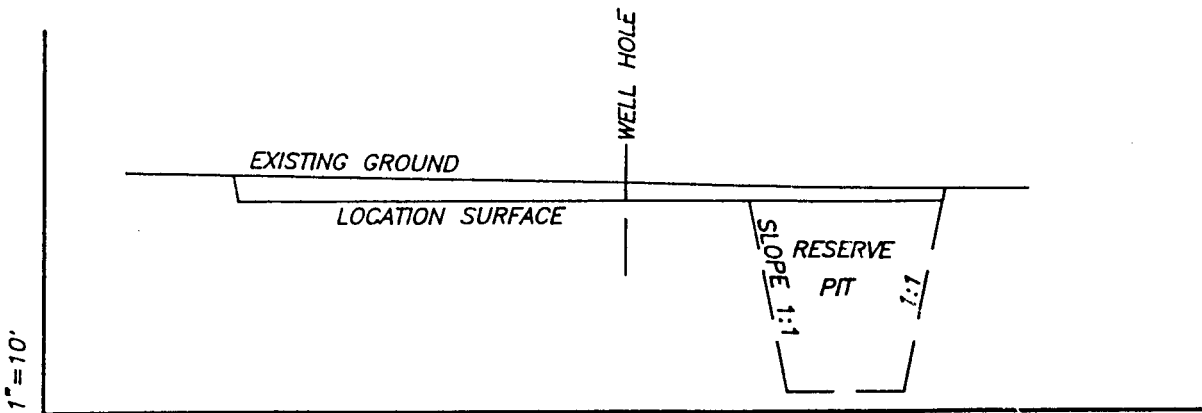 WELL HOLE
EXISTING GROUND
LOCATION SURFACE
SLOPE 1:1
RESERVE
PIT
1:1
1"=10'